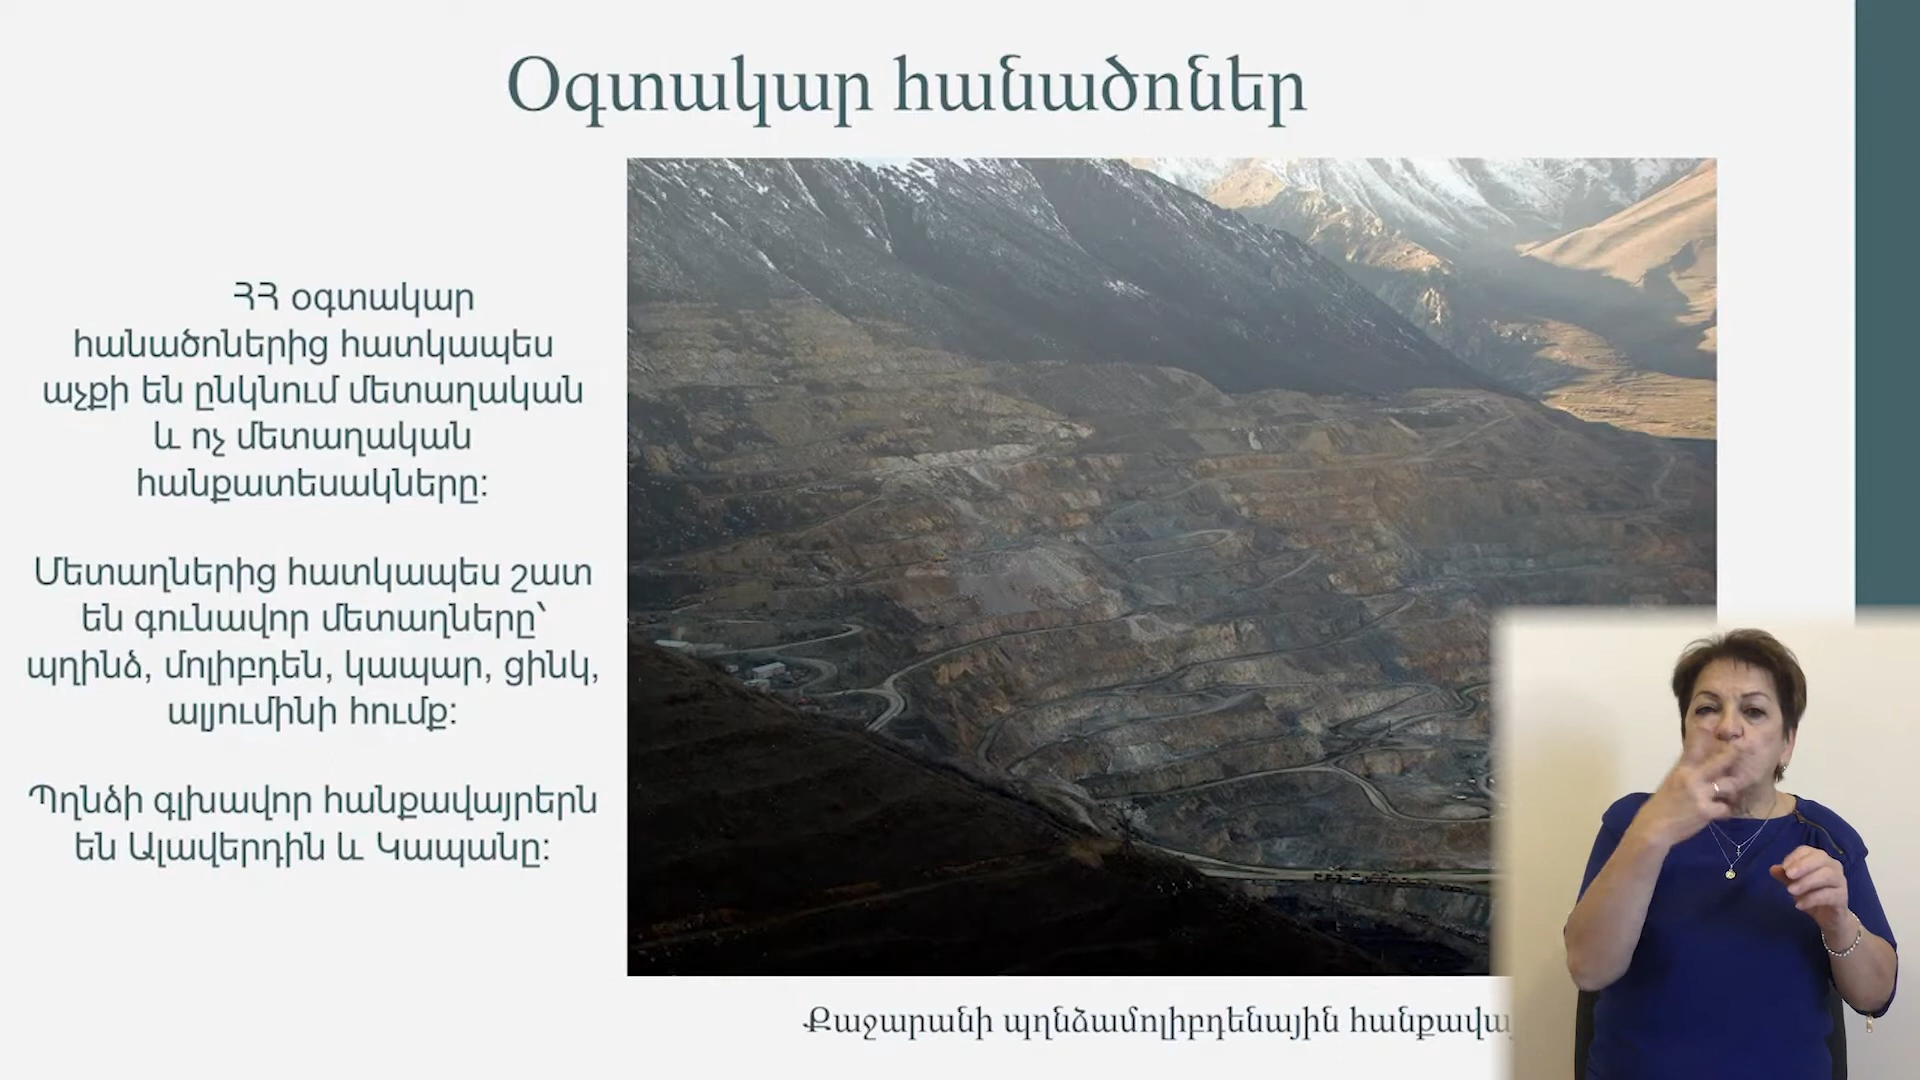 Օգտակար հանածոներ
ՀՀ օգտակար
հանածոներից հատկապես
աչքի են ընկնում մետաղական
և ոչ մետաղական
հանքատեսակները:
Մետաղներից հատկապես շատ
են գունավոր մետաղները՝
պղինձ, մոլիբդեն, կապար, ցինկ,
ալյումինի հումք:
Պղնձի գլխավոր հանքավայրերն
են Ալավերդին և Կապանը:
Քաջարանի պղնձամոլիբդենային